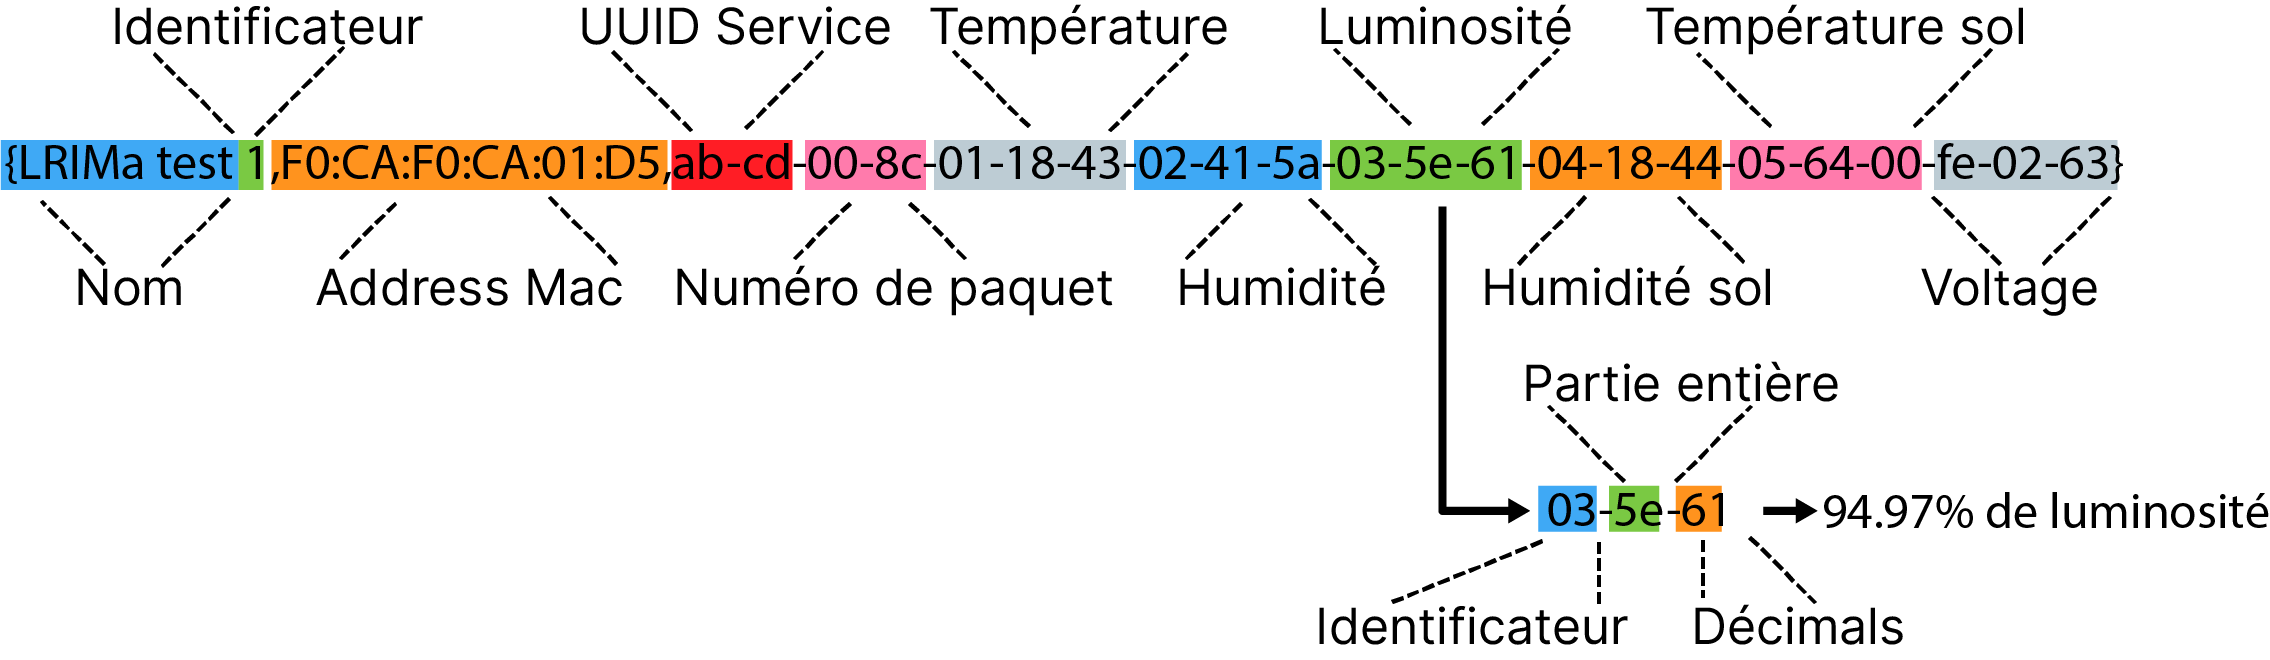 Identificateur UUID Service Température Luminosité Température sol
{LRIMa test 1,F0:CA:F0:CA:01:D5,ab-cd-00-8c-01-18-43-02-41-5a-03-5e-61-04-18-44-05-64-00-fe-02-63}
Nom Address Mac Numéro de paquet Humidité Humidité sol Voltage
Partie entière
03-5e-61 94.97% de luminosité
Identificateur Décimals